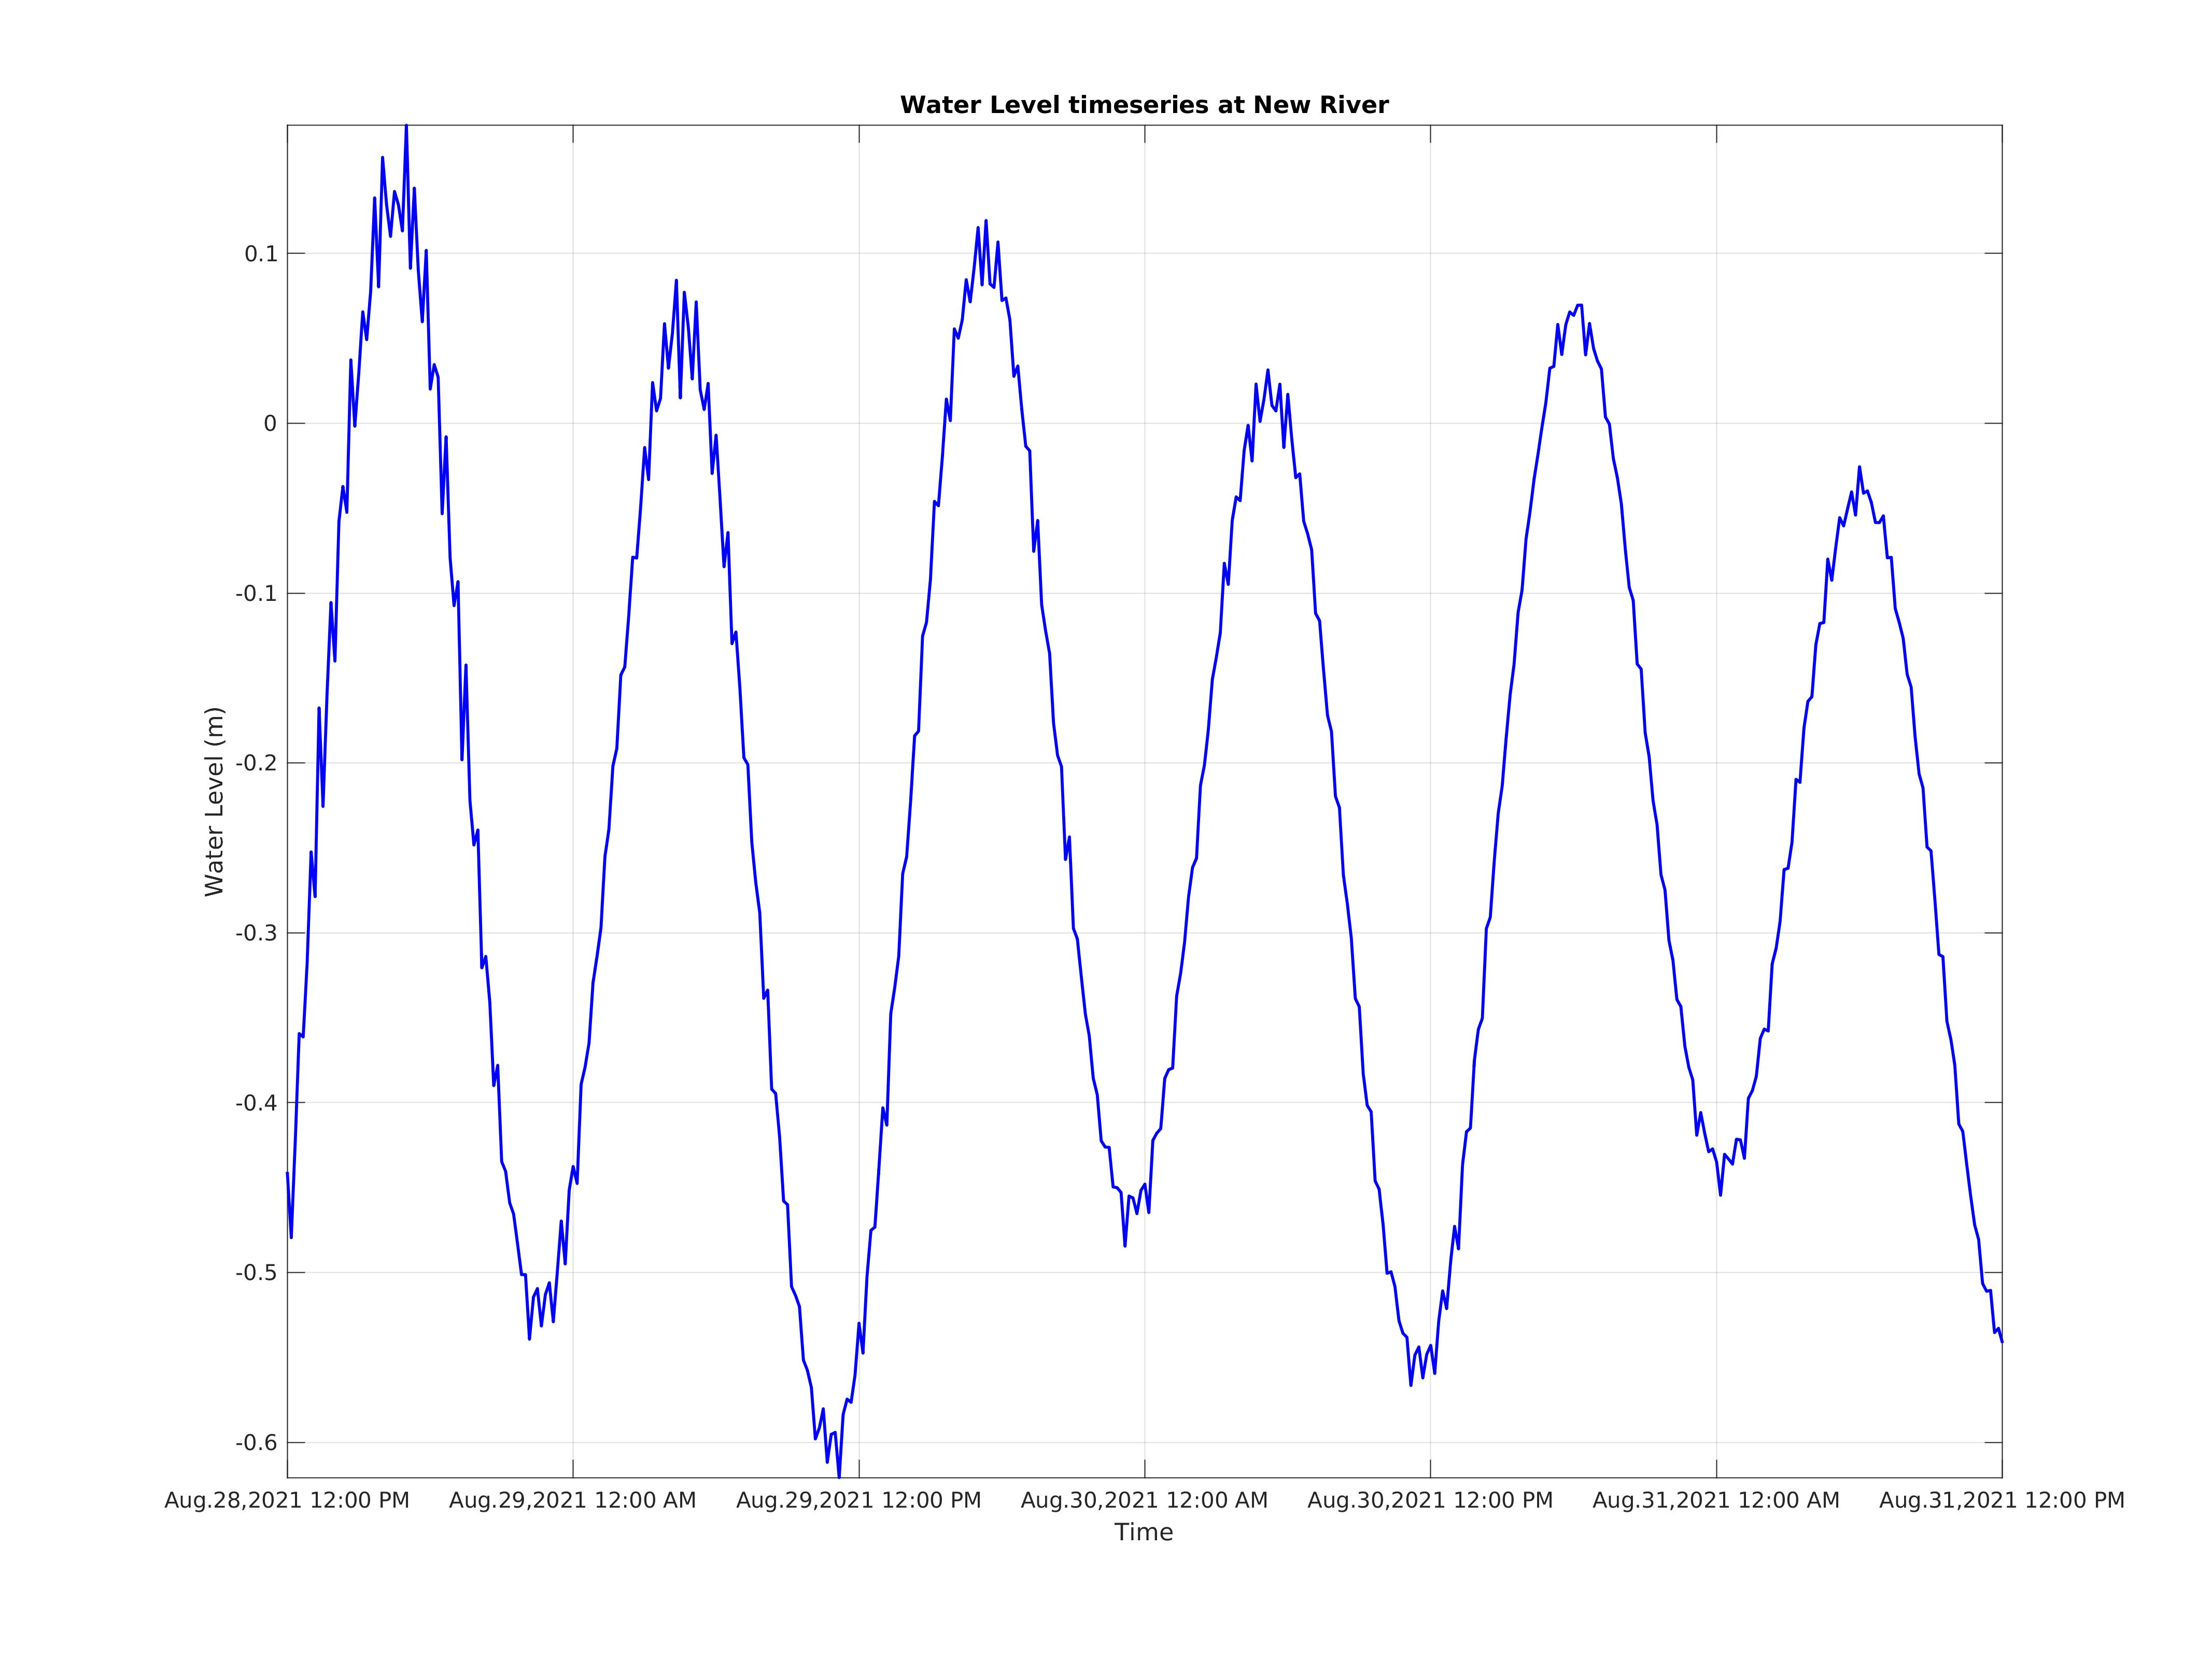 Water Level timeseries at New River
0.1
0
-0.1
-0.2
-0.3
-0.4
-0.5
-0.6
Water Level (m)
Aug.28,2021 12:00 PM Aug.29,2021 12:00 AM Aug.29,2021 12:00 PM Aug.30,2021 12:00 AM Aug.30,2021 12:00 PM Aug.31,2021 12:00 AM Aug.31,2021 12:00 PM
Time